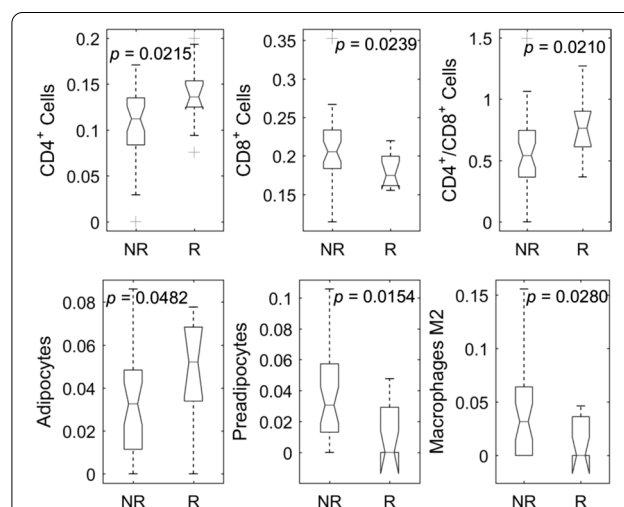 CD4+ Cells
0.2
0.15
0.1
0.05
0
p = 0.0215
NR R
CD8+ Cells
0.35
0.3
0.25
0.2
0.15
p = 0.0239
NR R
CD4+/CD8+ Cells
1.5
1
0.5
0
p = 0.0210
NR R
Adipocytes
0.08
0.06
0.04
0.02
0
p = 0.0482
NR R
Preadipocytes
0.1
0.08
0.06
0.04
0.02
0
p = 0.0154
NR R
Macrophages M2
0.15
0.1
0.05
0
p = 0.0280
NR R